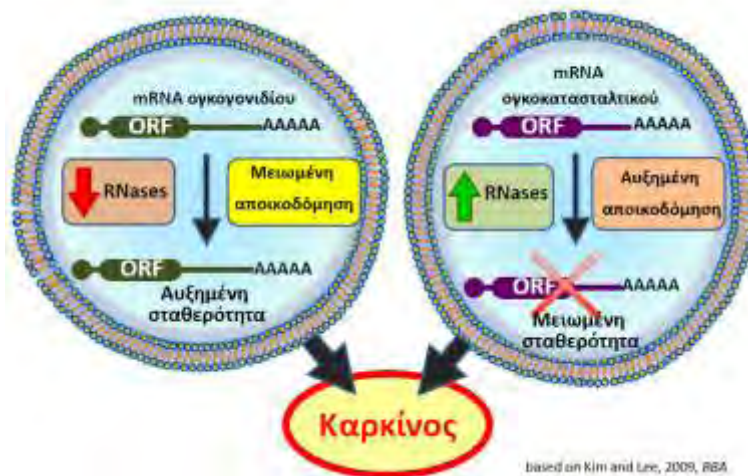 mRNA ογκογονιδίου
ORF
AAAAA
RNases
Μειωμένη
αποικοδόμηση
ORF
AAAAA
Αυξημένη
σταθερότητα
mRNA
ογκοκατασταλτικού
ORF
AAAAA
RNases
Αυξημένη
αποικοδόμηση
ORF
AAAAA
Μειωμένη
σταθερότητα
Καρκίνος
based on Kim and Lee, 2009, BBA